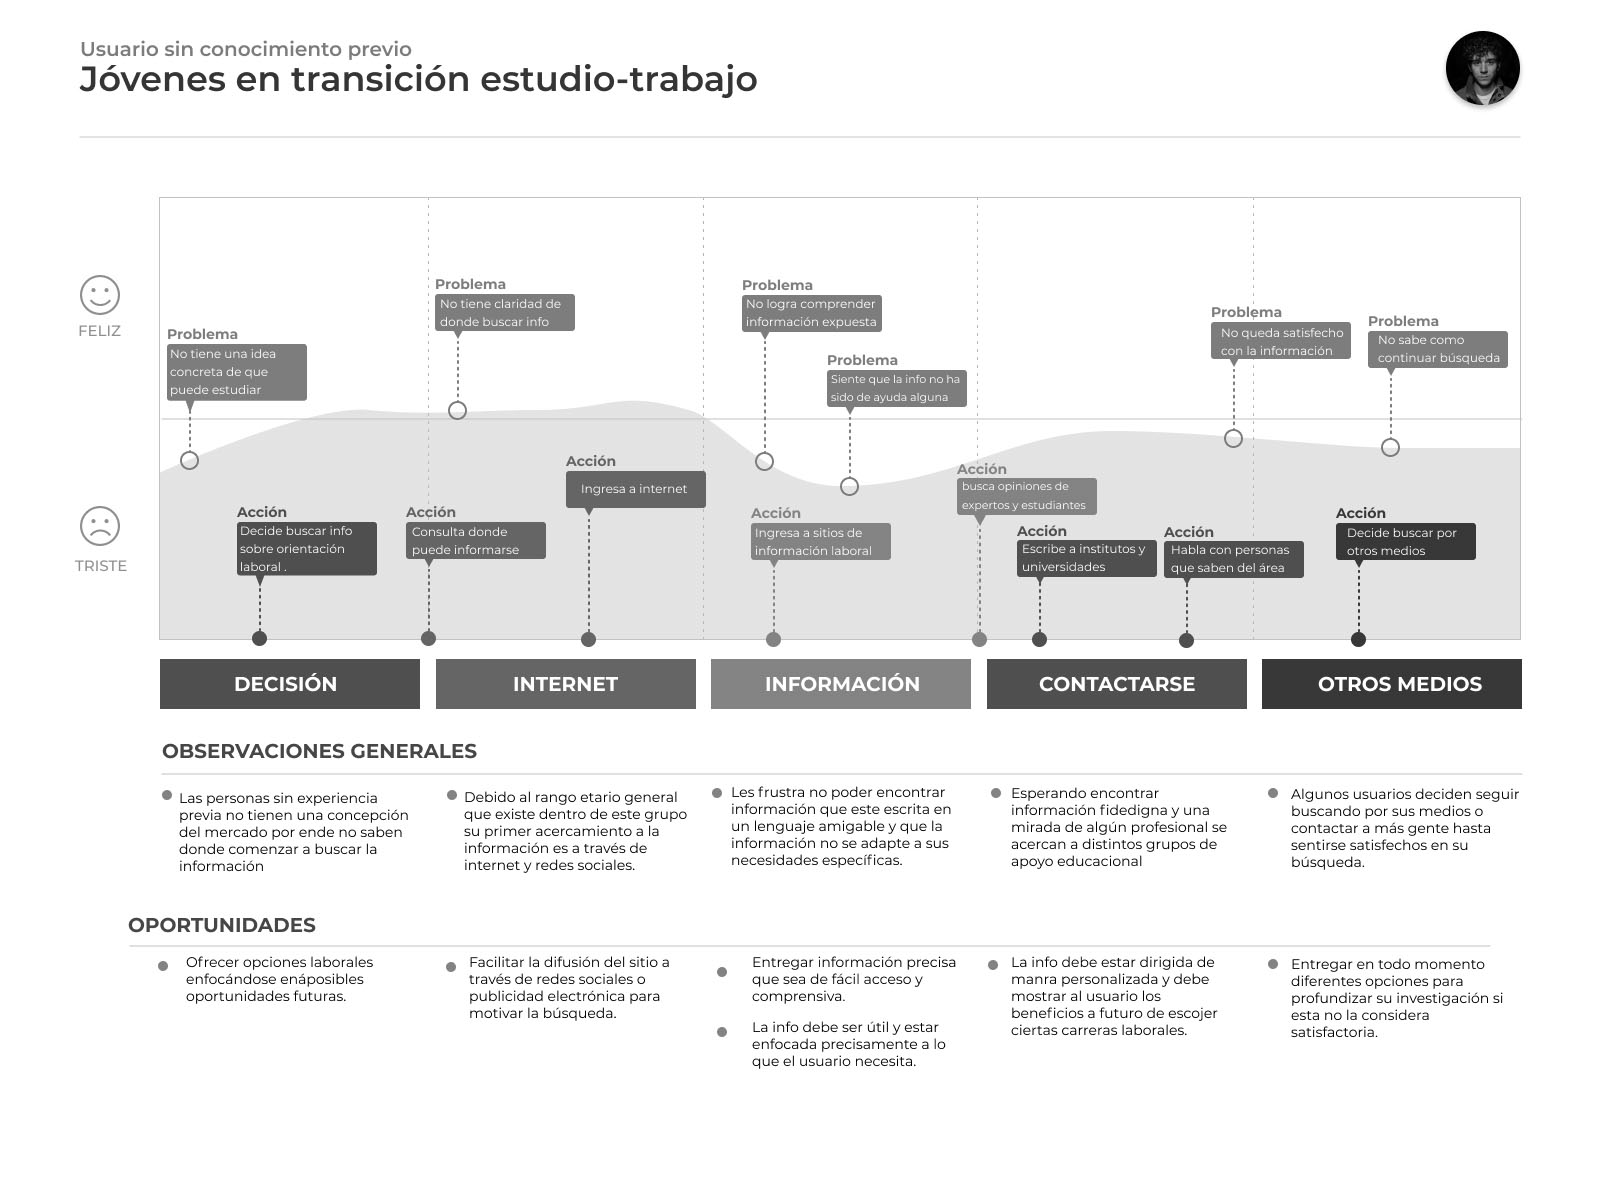 Usuario sin conocimiento previo
Jóvenes en transición estudio-trabajo
FELIZ
TRISTE
Problema
No tiene una idea
concreta de que
puede estudiar
Acción
Decide buscar info
sobre orientación
laboral .
Problema
No tiene claridad de
donde buscar info
Acción
Consulta donde
puede informarse
Acción
Ingresa a internet
Problema
No logra comprender
información expuesta
Problema
Siente que la info no ha
sido de ayuda alguna
Acción
Ingresa a sitios de
información laboral
Acción
busca opiniones de
expertos y estudiantes
Acción
Escribe a institutos y
universidades
Acción
Habla con personas
que saben del área
Problema
No queda satisfecho
con la información
Problema
No sabe como
continuar búsqueda
Acción
Decide buscar por
otros medios
DECISIÓN
INTERNET
INFORMACIÓN
CONTACTARSE
OTROS MEDIOS
OBSERVACIONES GENERALES
Las personas sin experiencia
previa no tienen una concepción
del mercado por ende no saben
donde comenzar a buscar la
información
Debido al rango etario general
que existe dentro de este grupo
su primer acercamiento a la
información es a través de
internet y redes sociales.
Les frustra no poder encontrar
información que este escrita en
un lenguaje amigable y que la
información no se adapte a sus
necesidades específicas.
Esperando encontrar
información fidedigna y una
mirada de algún profesional se
acercan a distintos grupos de
apoyo educacional
Algunos usuarios deciden seguir
buscando por sus medios o
contactar a más gente hasta
sentirse satisfechos en su
búsqueda.
OPORTUNIDADES
Ofrecer opciones laborales
enfocándose enáposibles
oportunidades futuras.
Facilitar la difusión del sitio a
través de redes sociales o
publicidad electrónica para
motivar la búsqueda.
Entregar información precisa
que sea de fácil acceso y
comprensiva.
La info debe ser útil y estar
enfocada precisamente a lo
que el usuario necesita.
La info debe estar dirigida de
manra personalizada y debe
mostrar al usuario los
beneficios a futuro de escojer
ciertas carreras laborales.
Entregar en todo momento
diferentes opciones para
profundizar su investigación si
esta no la considera
satisfactoria.